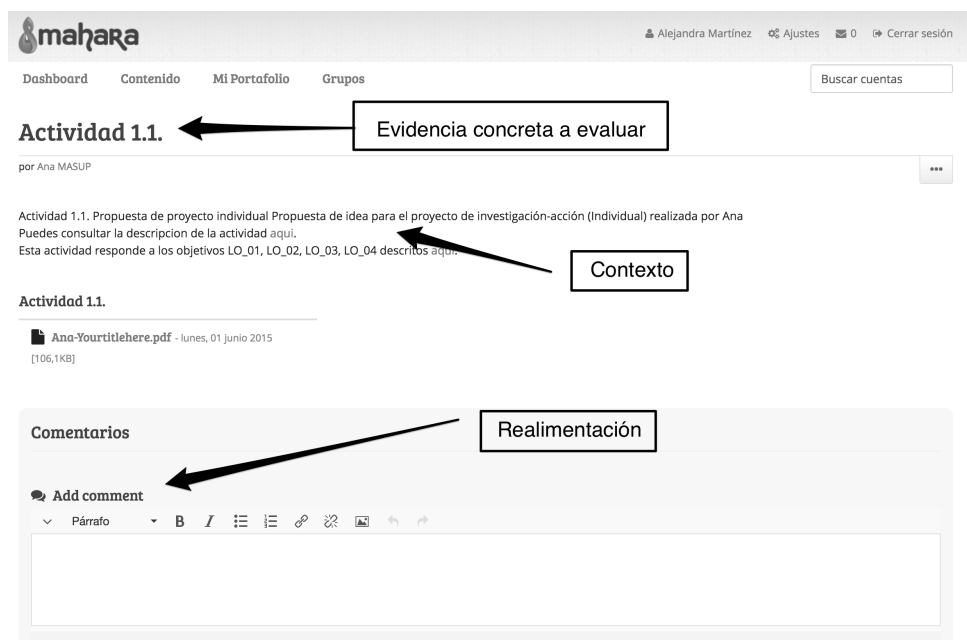 mahara
Alejandra Martínez Ajustes 0 Cerrar sesión
Dashboard Contenido Mi Portafolio Grupos Buscar cuentas
Actividad 1.1.
Evidencia concreta a evaluar
por Ana MASUP
Actividad 1.1. Propuesta de proyecto individual Propuesta de idea para el proyecto de investigación-acción (Individual) realizada por Ana
Puedes consultar la descripcion de la actividad aqui.
Esta actividad responde a los objetivos LO_01, LO_02, LO_03, LO_04 descritos aquí.
Contexto
Actividad 1.1.
Ana-Yourtitlehere.pdf - lunes, 01 junio 2015
[106,1KB]
Comentarios
Realimentación
Add comment
Párrafo B I